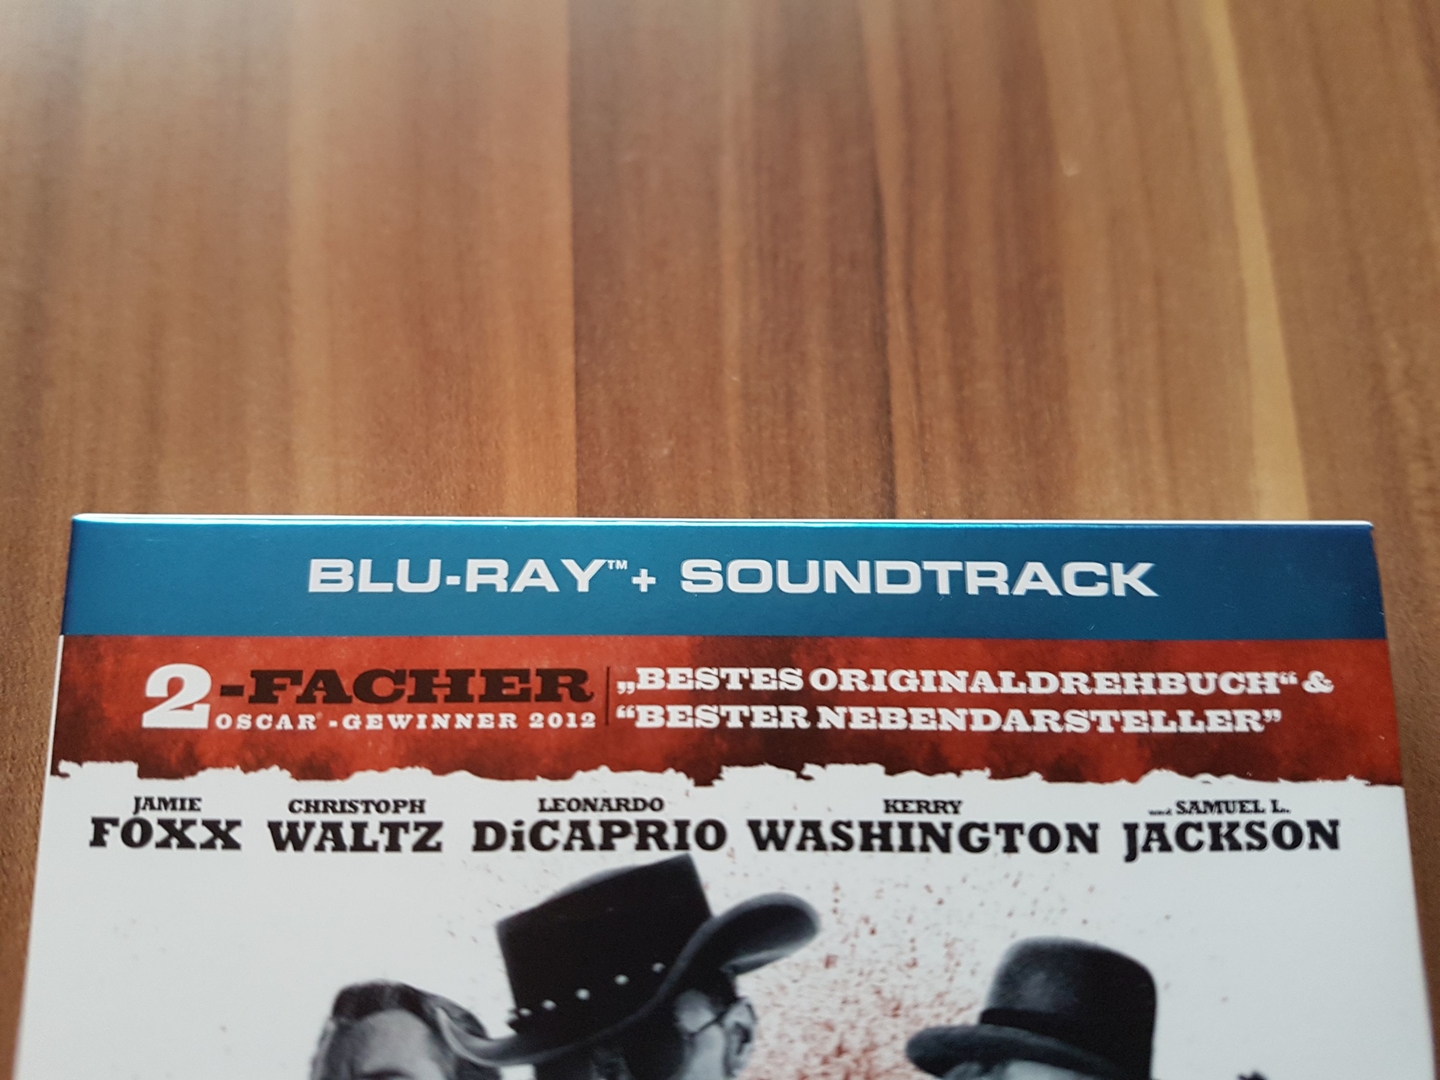 BLU-RAY™ + SOUNDTRACK
2-FACHER
OSCAR® -GEWINNER 2012
„BESTES ORIGINALDREHBUCH“ &
“BESTER NEBENDARSTELLER”
JAMIE
FOXX
CHRISTOPH
WALTZ
LEONARDO
DiCAPRIO
KERRY
WASHINGTON
und SAMUEL L.
JACKSON